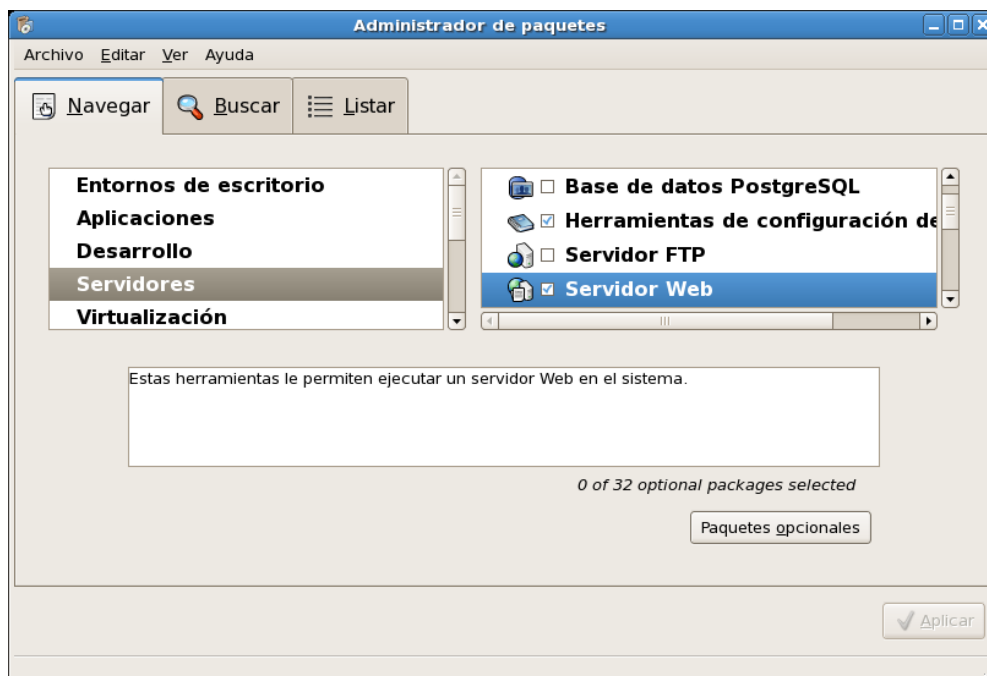 Administrador de paquetes
Archivo Editar Ver Ayuda
Navegar Buscar Listar
Entornos de escritorio
Aplicaciones
Desarrollo
Servidores
Virtualización
Base de datos PostgreSQL
Herramientas de configuración de
Servidor FTP
Servidor Web
Estas herramientas le permiten ejecutar un servidor Web en el sistema.
0 of 32 optional packages selected
Paquetes opcionales
Aplicar